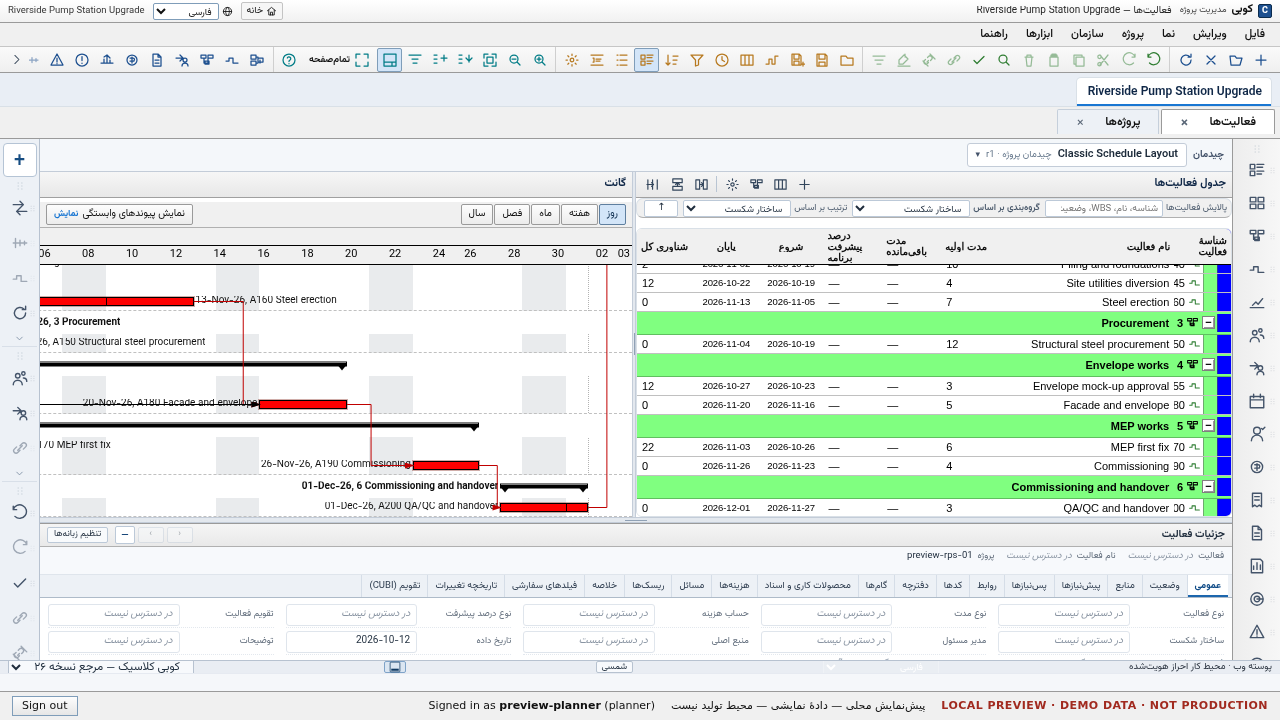 C کوبی مدیریت پروژه فعالیت‌ها — Riverside Pump Station Upgrade
خانه
فارسی
Riverside Pump Station Upgrade
فایل ویرایش نما پروژه سازمان ابزارها راهنما
تمام‌صفحه
Riverside Pump Station Upgrade
فعالیت‌ها ×
پروژه‌ها ×
چیدمان Classic Schedule Layout چیدمان پروژه · r1
جدول فعالیت‌ها
پالایش فعالیت‌ها شناسه، نام، WBS، وضعیت گروه‌بندی بر اساس ساختار شکست ترتیب بر اساس ساختار شکست ↑
شناسهٔ فعالیت نام فعالیت مدت اولیه مدت باقی‌مانده درصد پیشرفت برنامه شروع پایان شناوری کل
45 Site utilities diversion 4 — — 2026-10-19 2026-10-22 12
60 Steel erection 7 — — 2026-11-05 2026-11-13 0
3 Procurement
50 Structural steel procurement 12 — — 2026-10-19 2026-11-04 0
4 Envelope works
55 Envelope mock-up approval 3 — — 2026-10-23 2026-10-27 12
80 Facade and envelope 5 — — 2026-11-16 2026-11-20 0
5 MEP works
70 MEP first fix 6 — — 2026-10-26 2026-11-03 22
90 Commissioning 4 — — 2026-11-23 2026-11-26 0
6 Commissioning and handover
00 QA/QC and handover 3 — — 2026-11-27 2026-12-01 0
گانت
روز هفته ماه فصل سال
نمایش پیوندهای وابستگی نمایش
06 08 10 12 14 16 18 20 22 24 26 28 30 02 03
13-Nov-26, A160 Steel erection
26, 3 Procurement
26, A150 Structural steel procurement
20-Nov-26, A180 Facade and envelope
170 MEP first fix
26-Nov-26, A190 Commissioning
01-Dec-26, 6 Commissioning and handover
01-Dec-26, A200 QA/QC and handover
جزئیات فعالیت
تنظیم زبانه‌ها
فعالیت در دسترس نیست نام فعالیت در دسترس نیست پروژه preview-rps-01
عمومی وضعیت منابع پیش‌نیازها پس‌نیازها روابط کدها دفترچه گام‌ها محصولات کاری و اسناد هزینه‌ها مسائل ریسک‌ها خلاصه فیلدهای سفارشی تاریخچه تغییرات تقویم (CUBI)
نوع فعالیت در دسترس نیست نوع مدت در دسترس نیست حساب هزینه در دسترس نیست نوع درصد پیشرفت در دسترس نیست تقویم فعالیت در دسترس نیست
ساختار شکست در دسترس نیست مدیر مسئول در دسترس نیست منبع اصلی در دسترس نیست تاریخ داده 2026-10-12 توضیحات در دسترس نیست
پوسته وب · محیط کار احراز هویت‌شده
فارسی
شمسی
کوبی کلاسیک — مرجع نسخه ۲۶
LOCAL PREVIEW · DEMO DATA · NOT PRODUCTION
پیش‌نمایش محلی — دادهٔ نمایشی — محیط تولید نیست
Signed in as preview-planner (planner)
Sign out